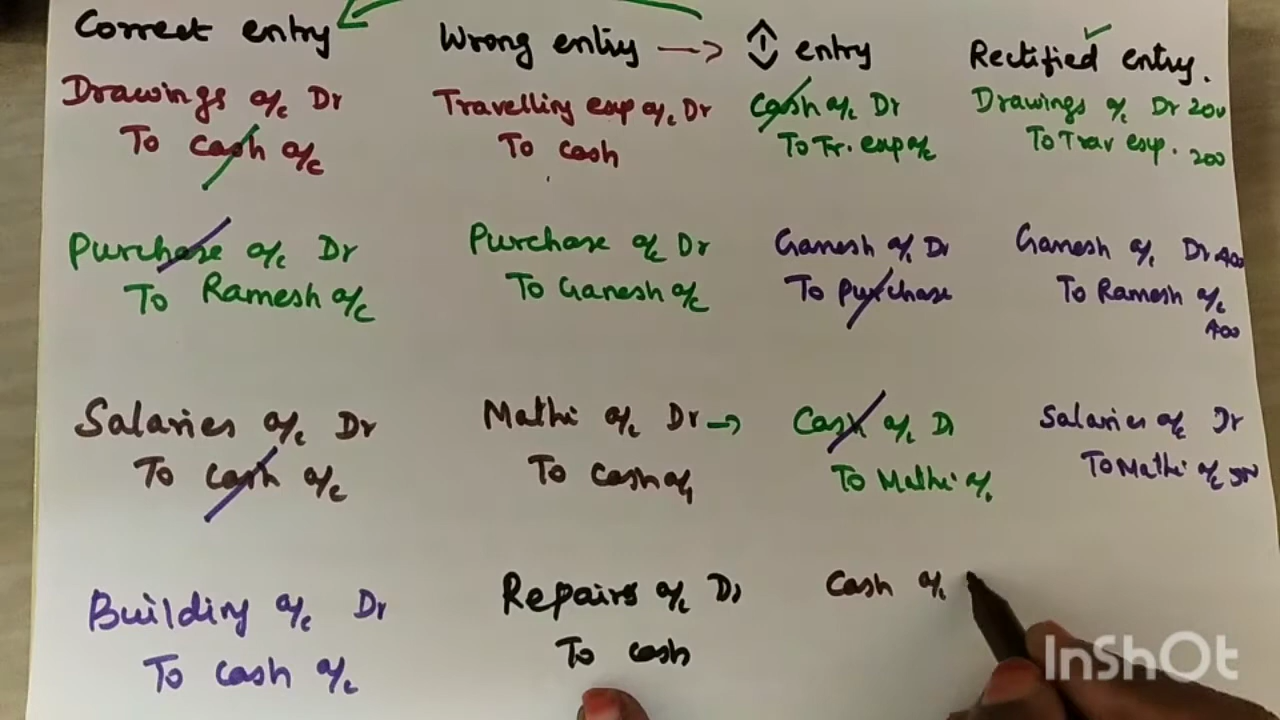 Correct entry
Wrong entry
entry
Rectified entry.
Drawings a/c Dr
To cash a/c
Travelling exp a/c Dr
To cash
Cash a/c Dr
To Tr. exp a/c
Drawings a/c Dr 200
To Trav exp. 200
Purchase a/c Dr
To Ramesh a/c
Purchase a/c Dr
To Ganesh a/c
Ganesh a/c Dr
To Purchase
Ganesh a/c Dr 400
To Ramesh a/c
400
Salaries a/c Dr
To cash a/c
Mathi a/c Dr
To Cash a/c
Cash a/c Dr
To Mathi a/c
Salaries a/c Dr
To Mathi a/c
Building a/c Dr
To cash a/c
Repairs a/c Dr
To cash
Cash a/c
InShOt